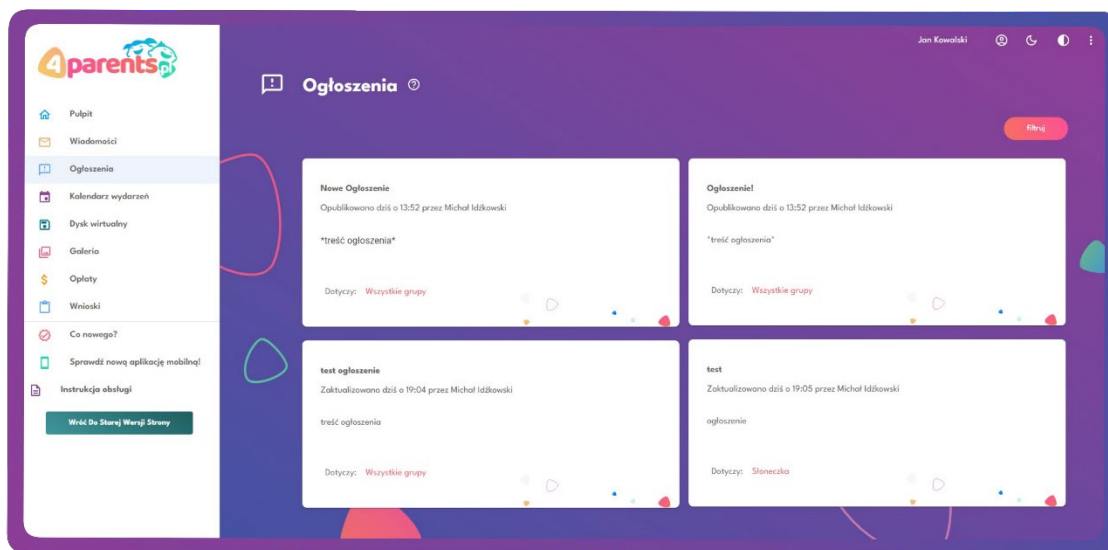 4parents.pl
Pulpit
Wiadomości
Ogłoszenia
Kalendarz wydarzeń
Dysk wirtualny
Galeria
Opłaty
Wnioski
Co nowego?
Sprawdź nową aplikację mobilną!
Instrukcja obsługi
Wróć Do Starej Wersji Strony
Jan Kowalski
Ogłoszenia
filtruj
Nowe Ogłoszenie
Opublikowano dziś o 13:52 przez Michał Idźkowski
*treść ogłoszenia*
Dotyczy: Wszystkie grupy
Ogłoszenie!
Opublikowano dziś o 13:52 przez Michał Idźkowski
*treść ogłoszenia*
Dotyczy: Wszystkie grupy
test ogłoszenie
Zaktualizowano dziś o 19:04 przez Michał Idźkowski
treść ogłoszenia
Dotyczy: Wszystkie grupy
test
Zaktualizowano dziś o 19:05 przez Michał Idźkowski
ogłoszenie
Dotyczy: Słoneczka